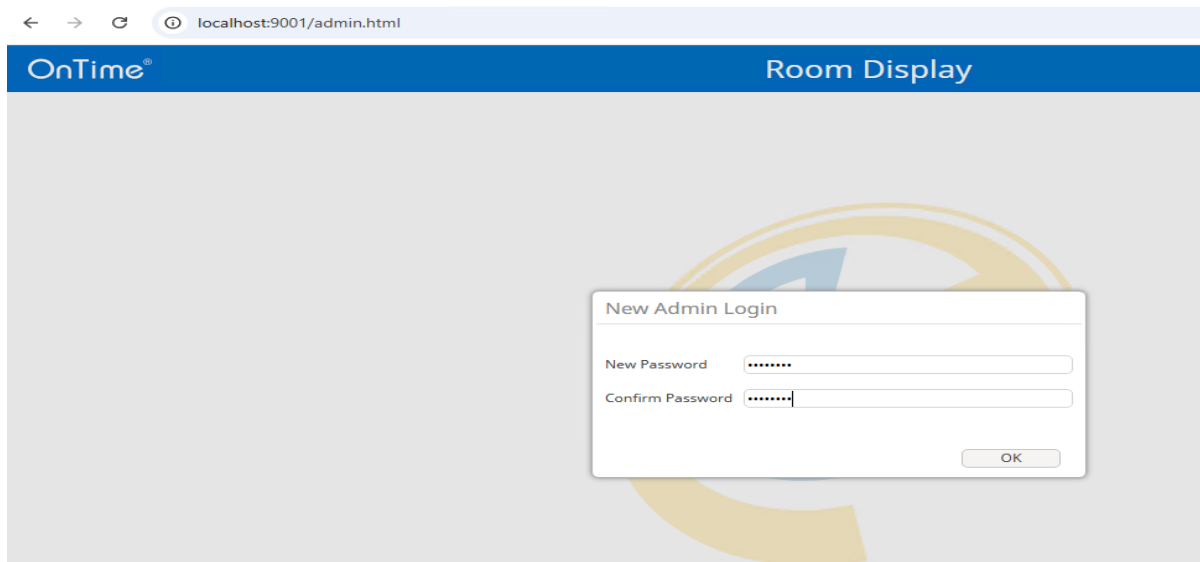 localhost:9001/admin.html
OnTime® Room Display
New Admin Login
New Password ••••••••
Confirm Password ••••••••
OK